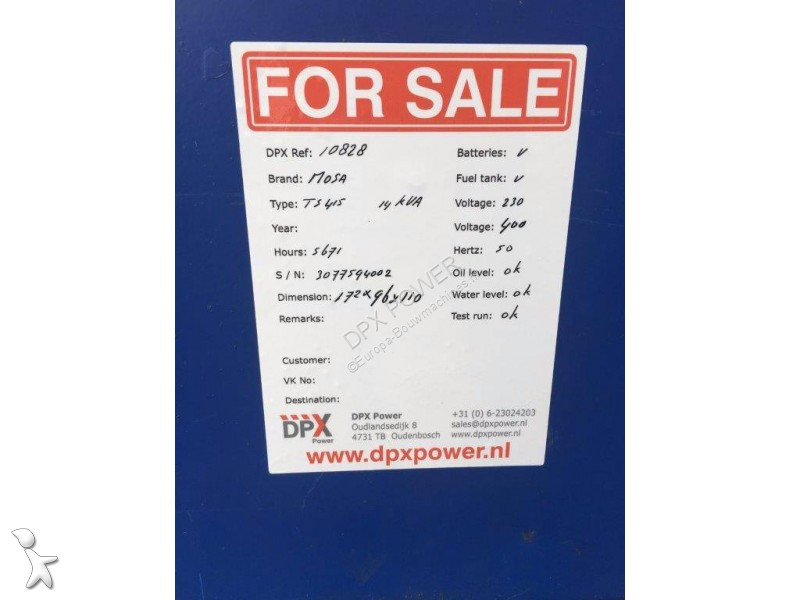 FOR SALE
DPX Ref: 10828
Brand: MOSA
Type: TS 415 14 kVA
Year:
Hours: 5671
S / N: 3077594002
Dimension: 172 x 96 x 110
Remarks:
Customer:
VK No:
Destination:
Batteries: v
Fuel tank: v
Voltage: 230
Voltage: 400
Hertz: 50
Oil level: ok
Water level: ok
Test run: ok
DPX POWER
©Europa-Bouwmachines.
DPX
Power
DPX Power
Oudlandsedijk 8
4731 TB Oudenbosch
+31 (0) 6-23024203
sales@dpxpower.nl
www.dpxpower.nl
www.dpxpower.nl